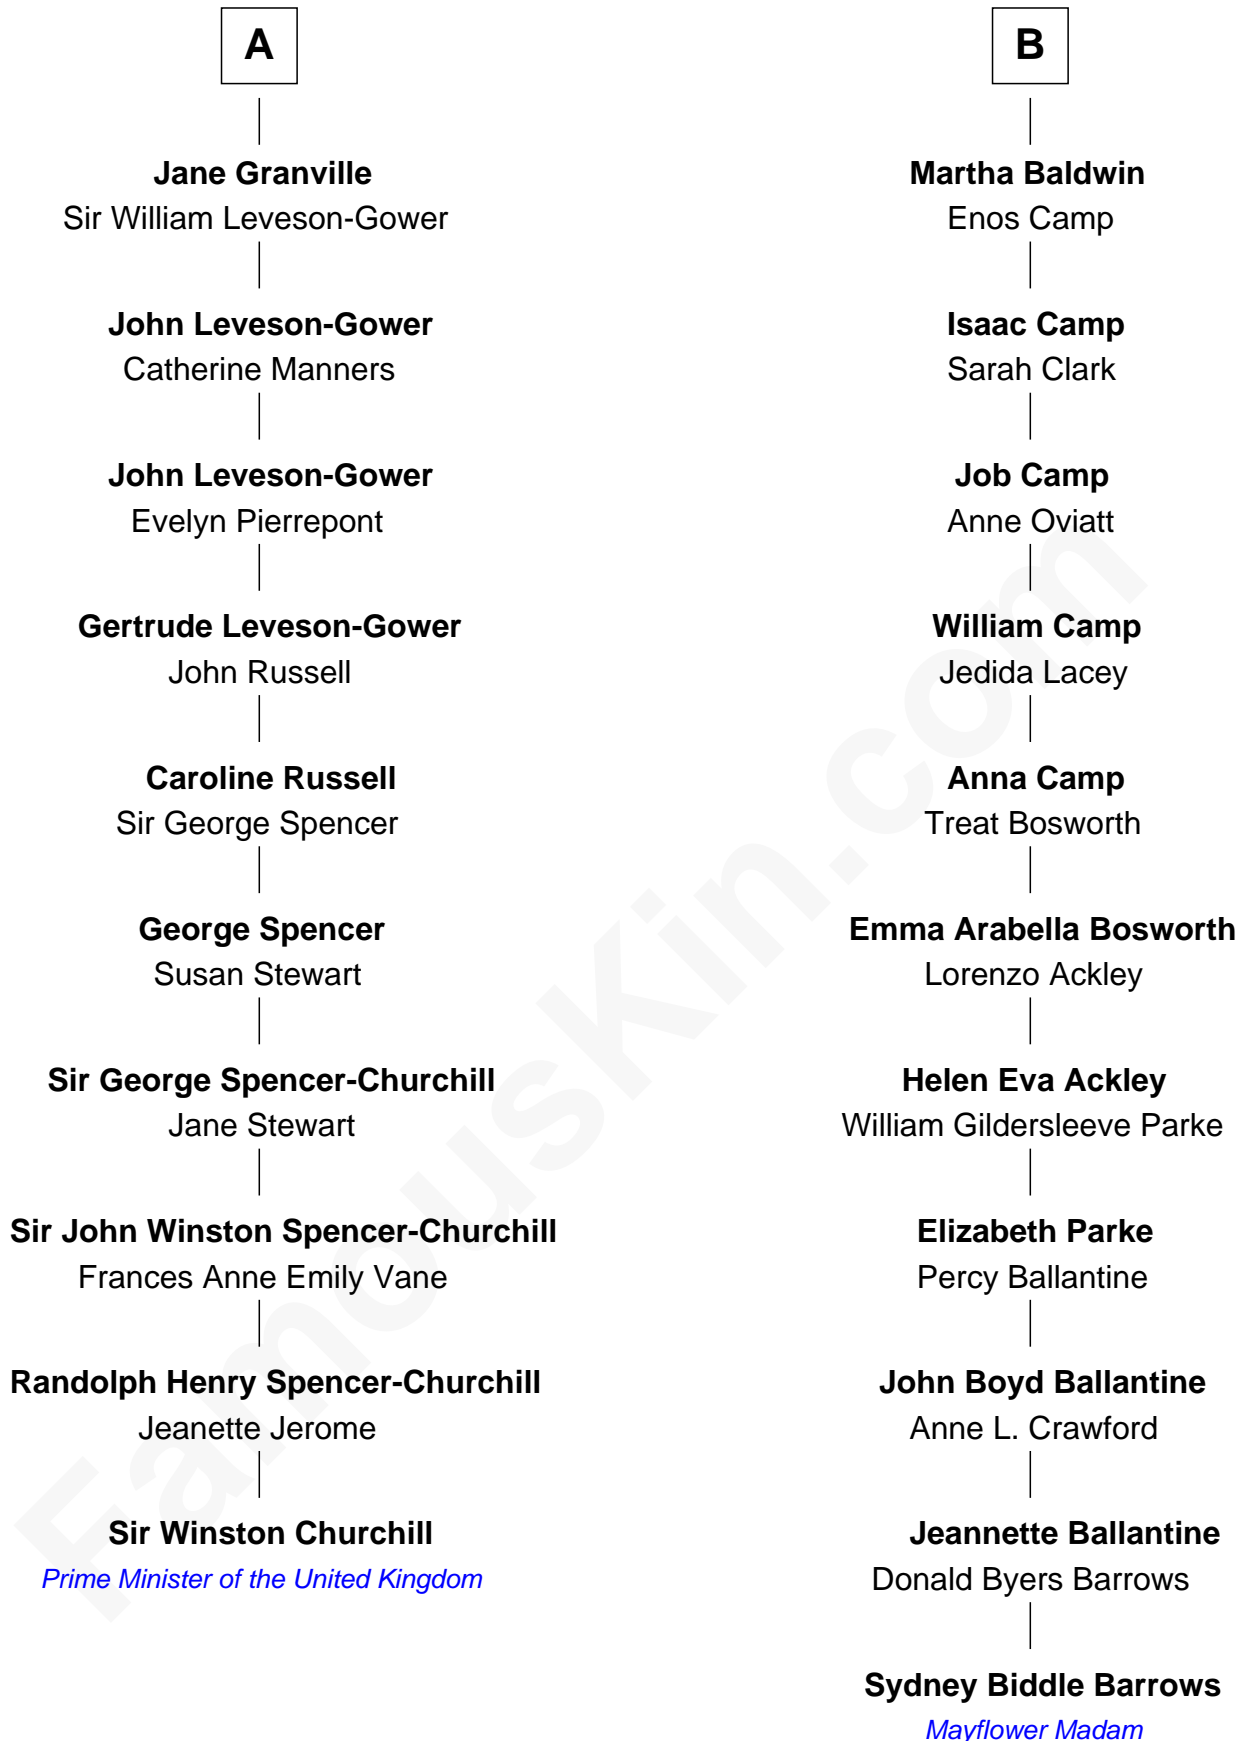 A
Jane Granville
Sir William Leveson-Gower
John Leveson-Gower
Catherine Manners
John Leveson-Gower
Evelyn Pierrepont
Gertrude Leveson-Gower
John Russell
Caroline Russell
Sir George Spencer
George Spencer
Susan Stewart
Sir George Spencer-Churchill
Jane Stewart
Sir John Winston Spencer-Churchill
Frances Anne Emily Vane
Randolph Henry Spencer-Churchill
Jeanette Jerome
Sir Winston Churchill
Prime Minister of the United Kingdom
B
Martha Baldwin
Enos Camp
Isaac Camp
Sarah Clark
Job Camp
Anne Oviatt
William Camp
Jedida Lacey
Anna Camp
Treat Bosworth
Emma Arabella Bosworth
Lorenzo Ackley
Helen Eva Ackley
William Gildersleeve Parke
Elizabeth Parke
Percy Ballantine
John Boyd Ballantine
Anne L. Crawford
Jeannette Ballantine
Donald Byers Barrows
Sydney Biddle Barrows
Mayflower Madam
FamousKin.com